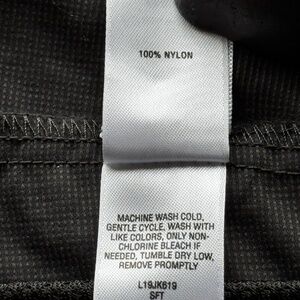 100% NYLON
MACHINE WASH COLD,
GENTLE CYCLE, WASH WITH
LIKE COLORS, ONLY NON-
CHLORINE BLEACH IF
NEEDED, TUMBLE DRY LOW,
REMOVE PROMPTLY
L19JK619
SFT